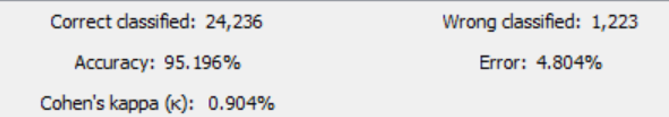 Correct classified: 24,236 Wrong classified: 1,223
Accuracy: 95.196% Error: 4.804%
Cohen's kappa (κ): 0.904%